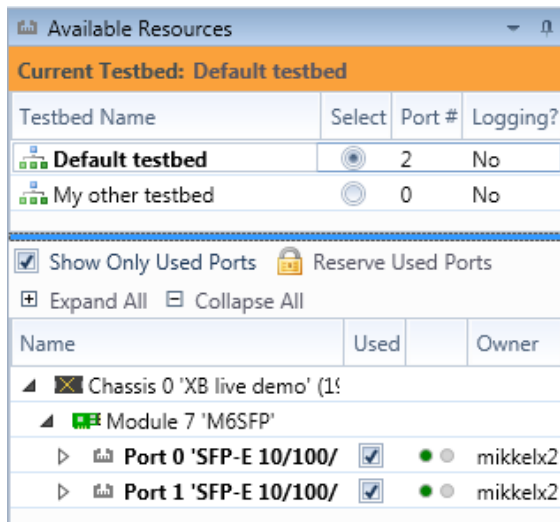 Available Resources
Current Testbed: Default testbed
Testbed Name Select Port # Logging?
Default testbed 2 No
My other testbed 0 No
Show Only Used Ports Reserve Used Ports
Expand All Collapse All
Name Used Owner
Chassis 0 'XB live demo' (19
Module 7 'M6SFP'
Port 0 'SFP-E 10/100/ mikkelx2
Port 1 'SFP-E 10/100/ mikkelx2